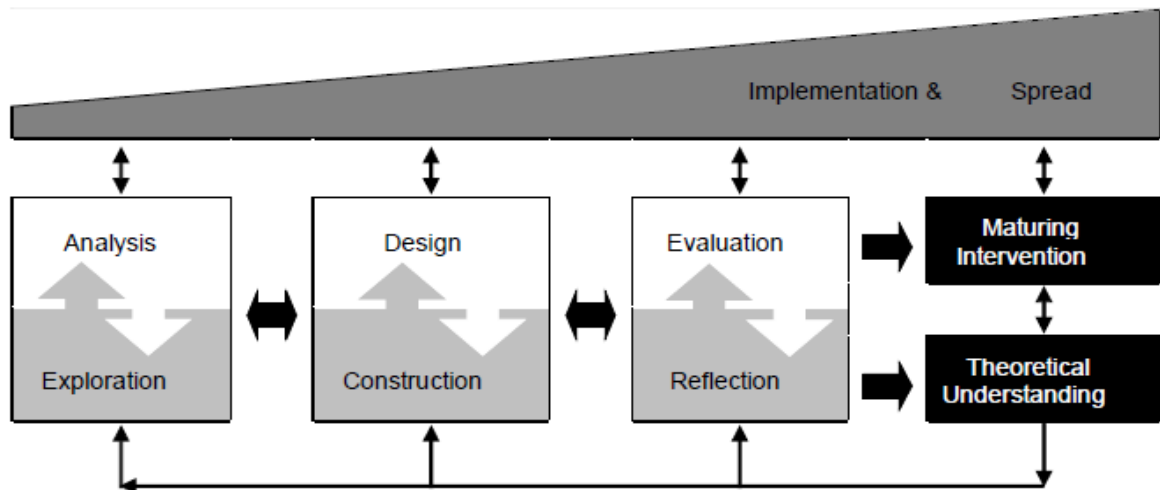 Implementation & Spread
Analysis
Exploration
Design
Construction
Evaluation
Reflection
Maturing
Intervention
Theoretical
Understanding